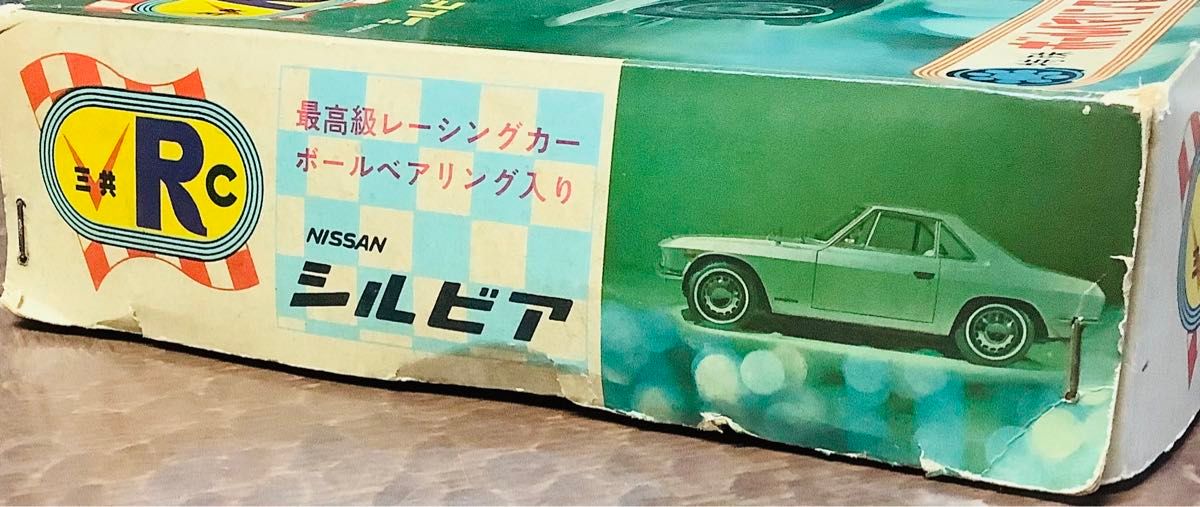 三共
RC
最高級レーシングカー
ボールベアリング入り
NISSAN
シルビア